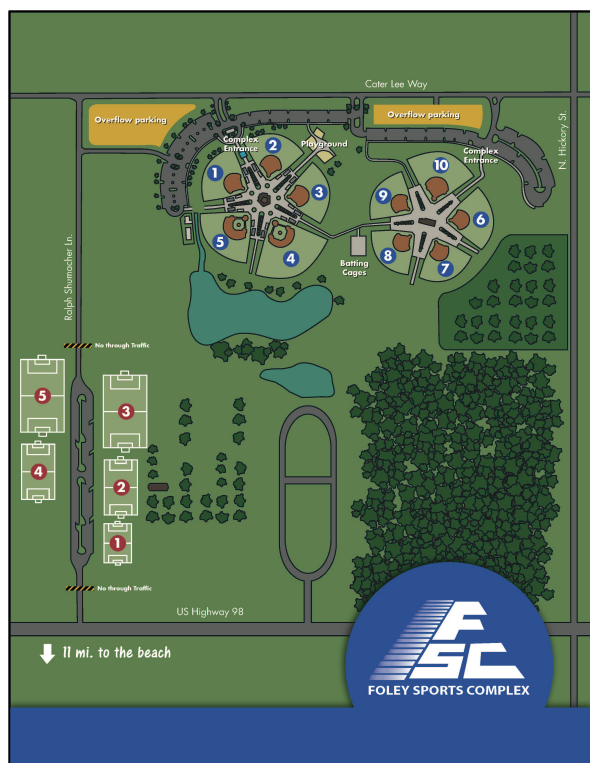 Cater Lee Way
Overflow parking
Overflow parking
N. Hickory St.
Complex
Entrance
2
Playground
Complex
Entrance
1
10
3
9
6
5
4
8
7
Batting
Cages
Ralph Shumacher Ln.
No through Traffic
5
3
4
2
1
No through Traffic
US Highway 98
11 mi. to the beach
FSC
FOLEY SPORTS COMPLEX